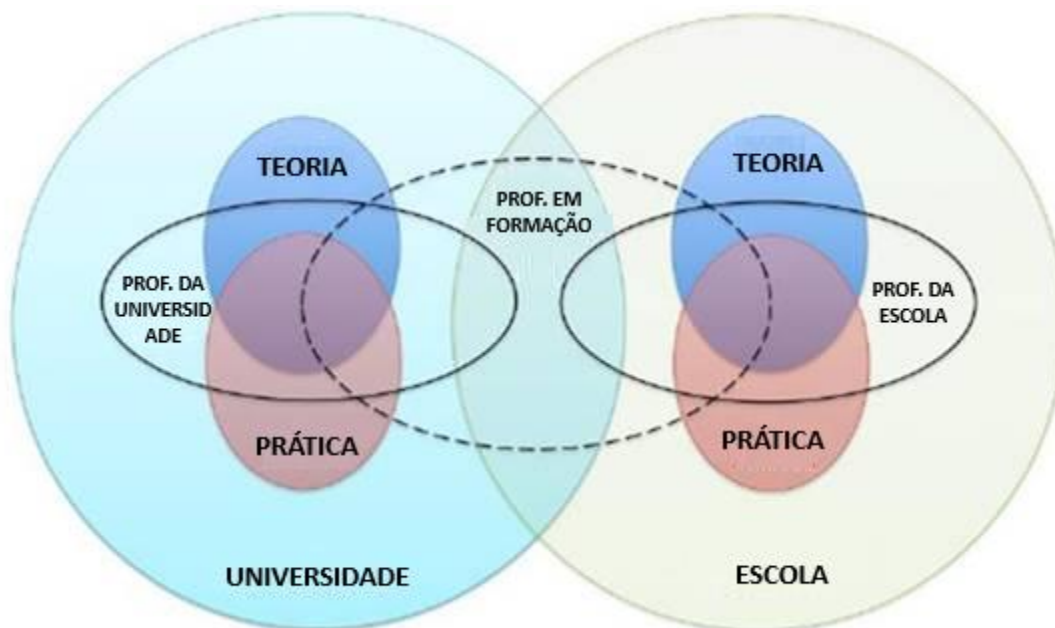 TEORIA
TEORIA
PROF. EM
FORMAÇÃO
PROF. DA
UNIVERSID
ADE
PROF. DA
ESCOLA
PRÁTICA
PRÁTICA
UNIVERSIDADE
ESCOLA